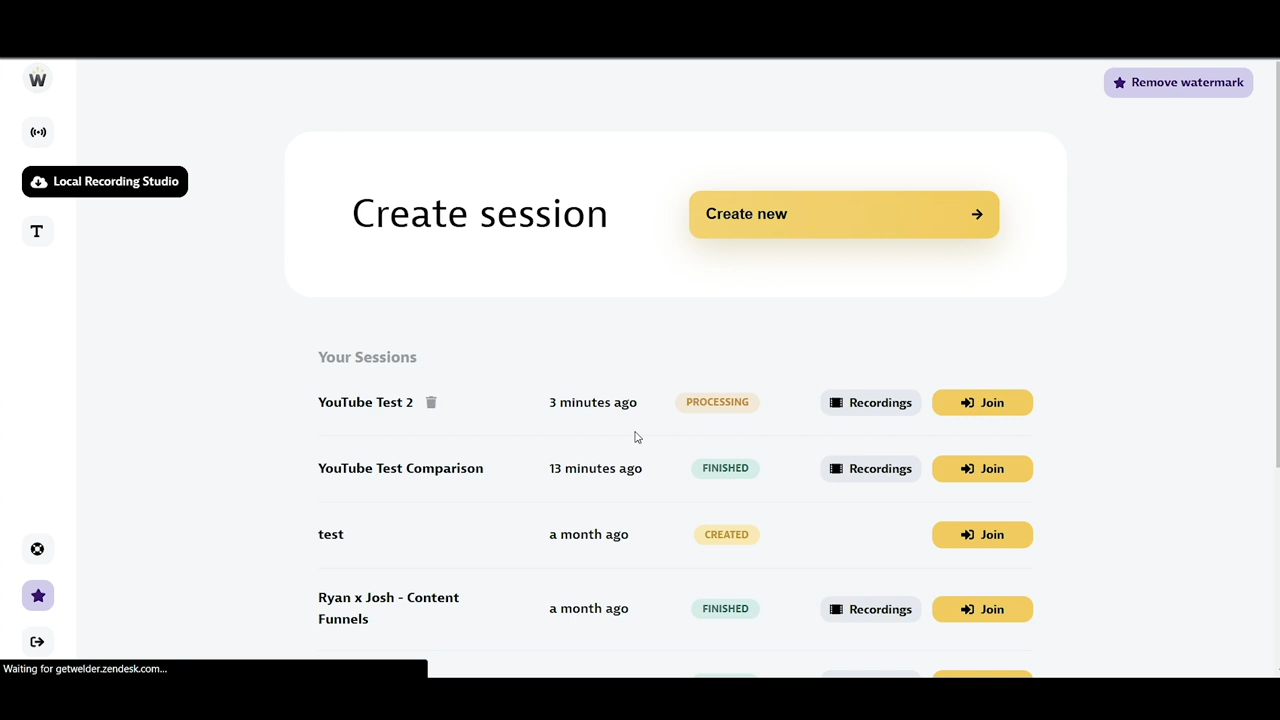 W
Remove watermark
Local Recording Studio
T
Create session
Create new
Your Sessions
YouTube Test 2 3 minutes ago PROCESSING Recordings Join
YouTube Test Comparison 13 minutes ago FINISHED Recordings Join
test a month ago CREATED Join
Ryan x Josh - Content
Funnels
a month ago FINISHED Recordings Join
Waiting for getwelder.zendesk.com...